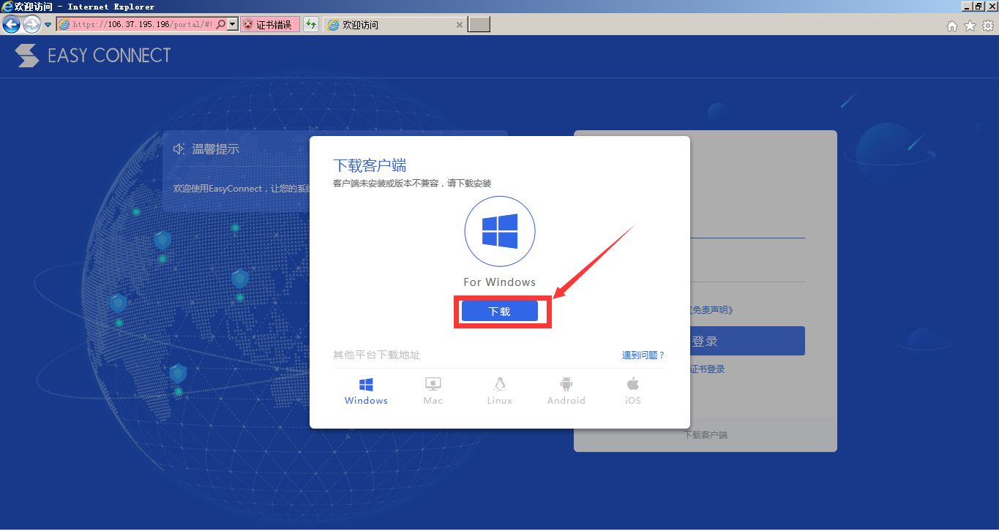 欢迎访问 - Internet Explorer
https://106.37.195.196/portal/#!
证书错误
欢迎访问
EASY CONNECT
温馨提示
欢迎使用EasyConnect，让您的系统
下载客户端
客户端未安装或版本不兼容，请下载安装
For Windows
下载
其他平台下载地址
遇到问题？
Windows
Mac
Linux
Android
iOS
《免责声明》
登录
证书登录
下载客户端